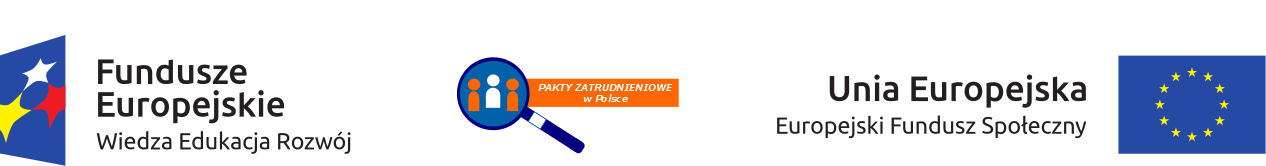 Fundusze
Europejskie
Wiedza Edukacja Rozwój
PAKTY ZATRUDNIENIOWE
w Polsce
Unia Europejska
Europejski Fundusz Społeczny